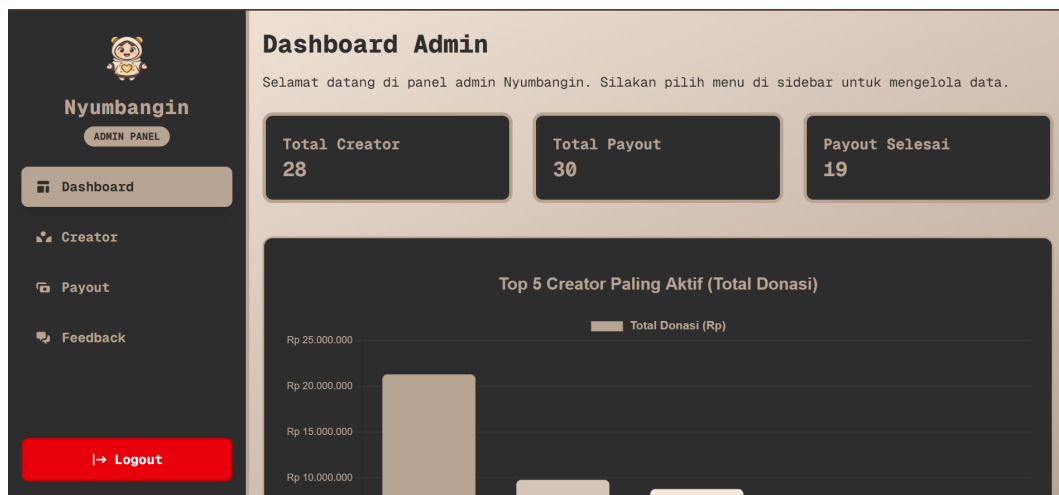 Nyumbangin
ADMIN PANEL
Dashboard
Creator
Payout
Feedback
Logout
Dashboard Admin
Selamat datang di panel admin Nyumbangin. Silakan pilih menu di sidebar untuk mengelola data.
Total Creator
28
Total Payout
30
Payout Selesai
19
Top 5 Creator Paling Aktif (Total Donasi)
Total Donasi (Rp)
Rp 25.000.000
Rp 20.000.000
Rp 15.000.000
Rp 10.000.000